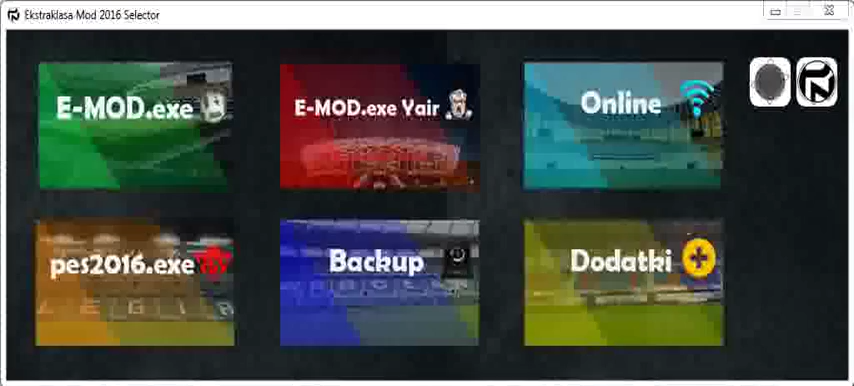 Ekstraklasa Mod 2016 Selector
E-MOD.exe
E-MOD.exe Yair
Online
pes2016.exe
Backup
Dodatki